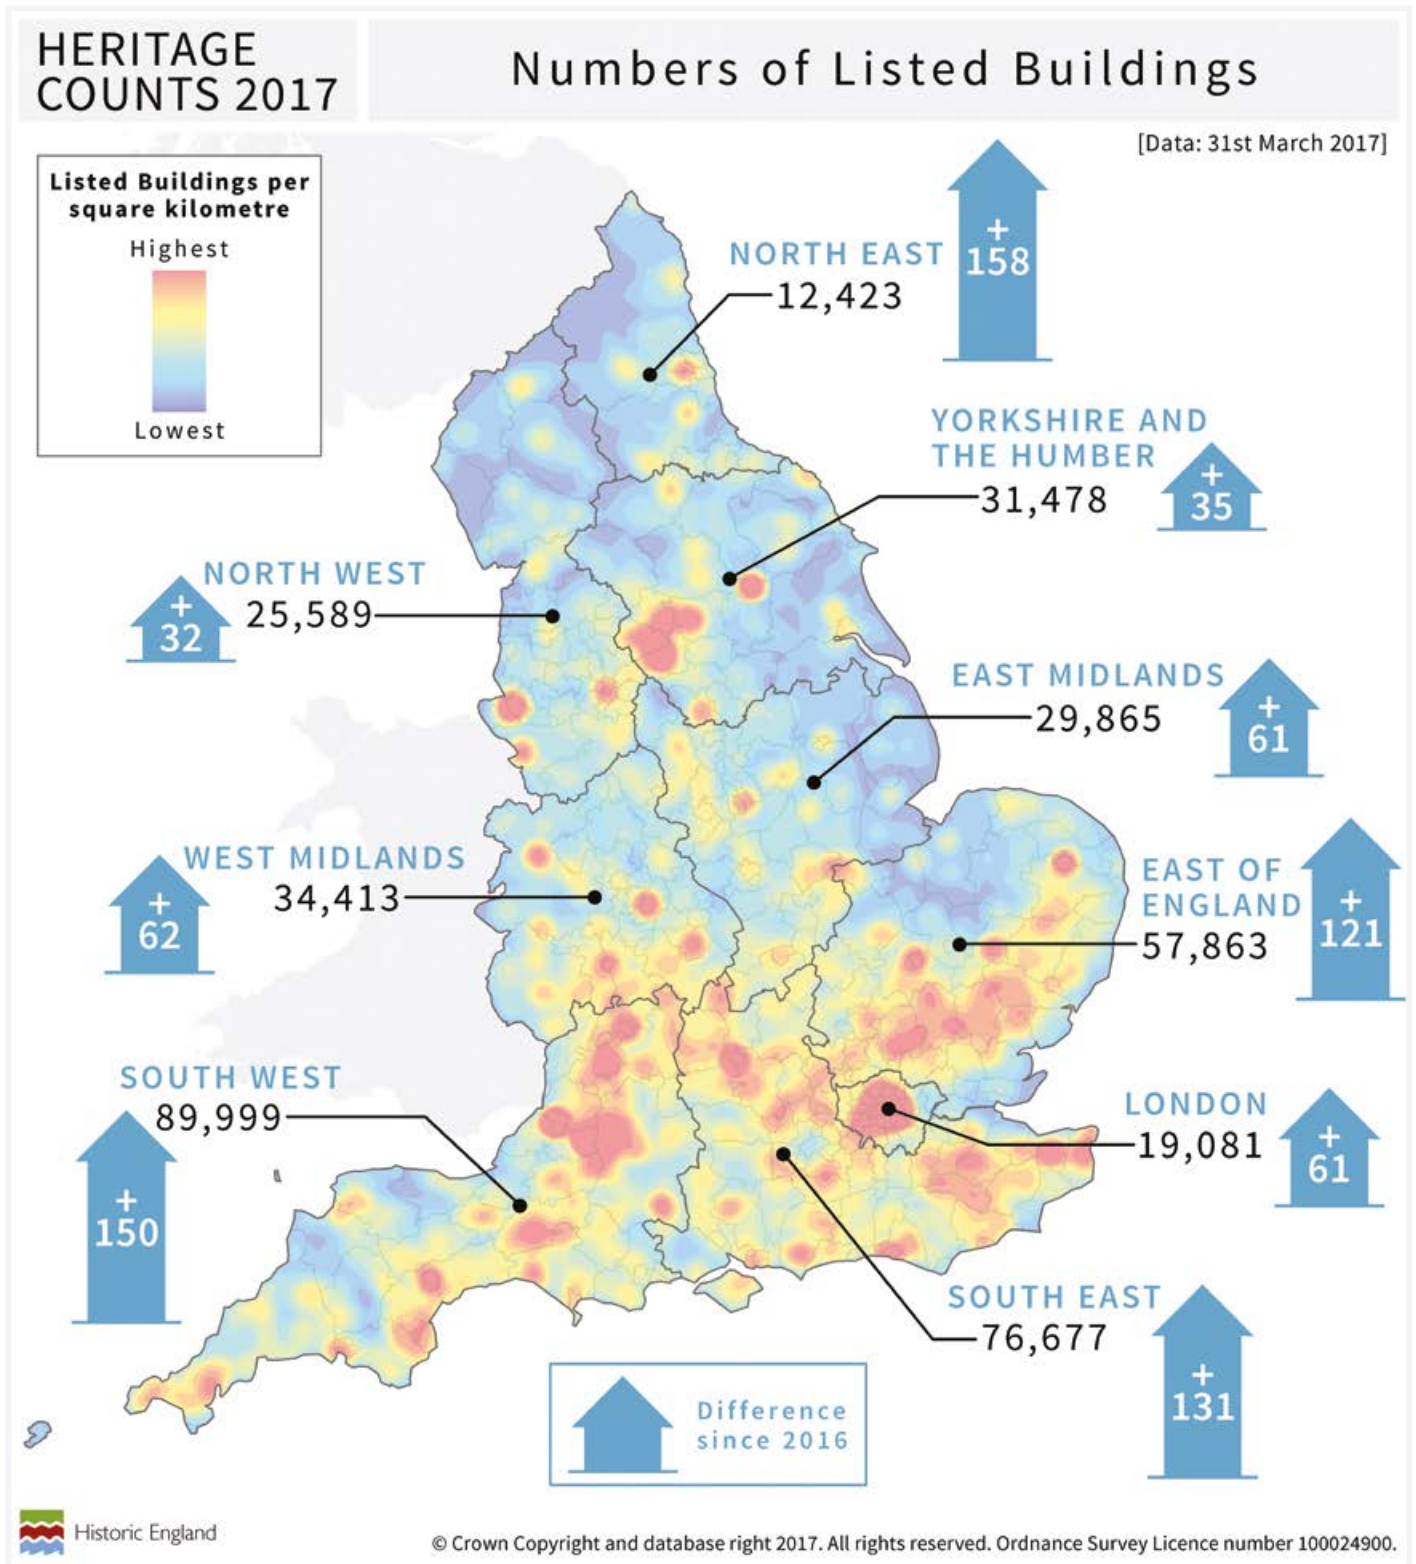 HERITAGE
COUNTS 2017
Numbers of Listed Buildings
[Data: 31st March 2017]
Listed Buildings per
square kilometre
Highest
Lowest
NORTH EAST
12,423
+
158
YORKSHIRE AND
THE HUMBER
31,478
+
35
NORTH WEST
25,589
+
32
EAST MIDLANDS
29,865
+
61
WEST MIDLANDS
34,413
+
62
EAST OF
ENGLAND
57,863
+
121
SOUTH WEST
89,999
+
150
LONDON
19,081
+
61
SOUTH EAST
76,677
+
131
Difference
since 2016
Historic England
© Crown Copyright and database right 2017. All rights reserved. Ordnance Survey Licence number 100024900.